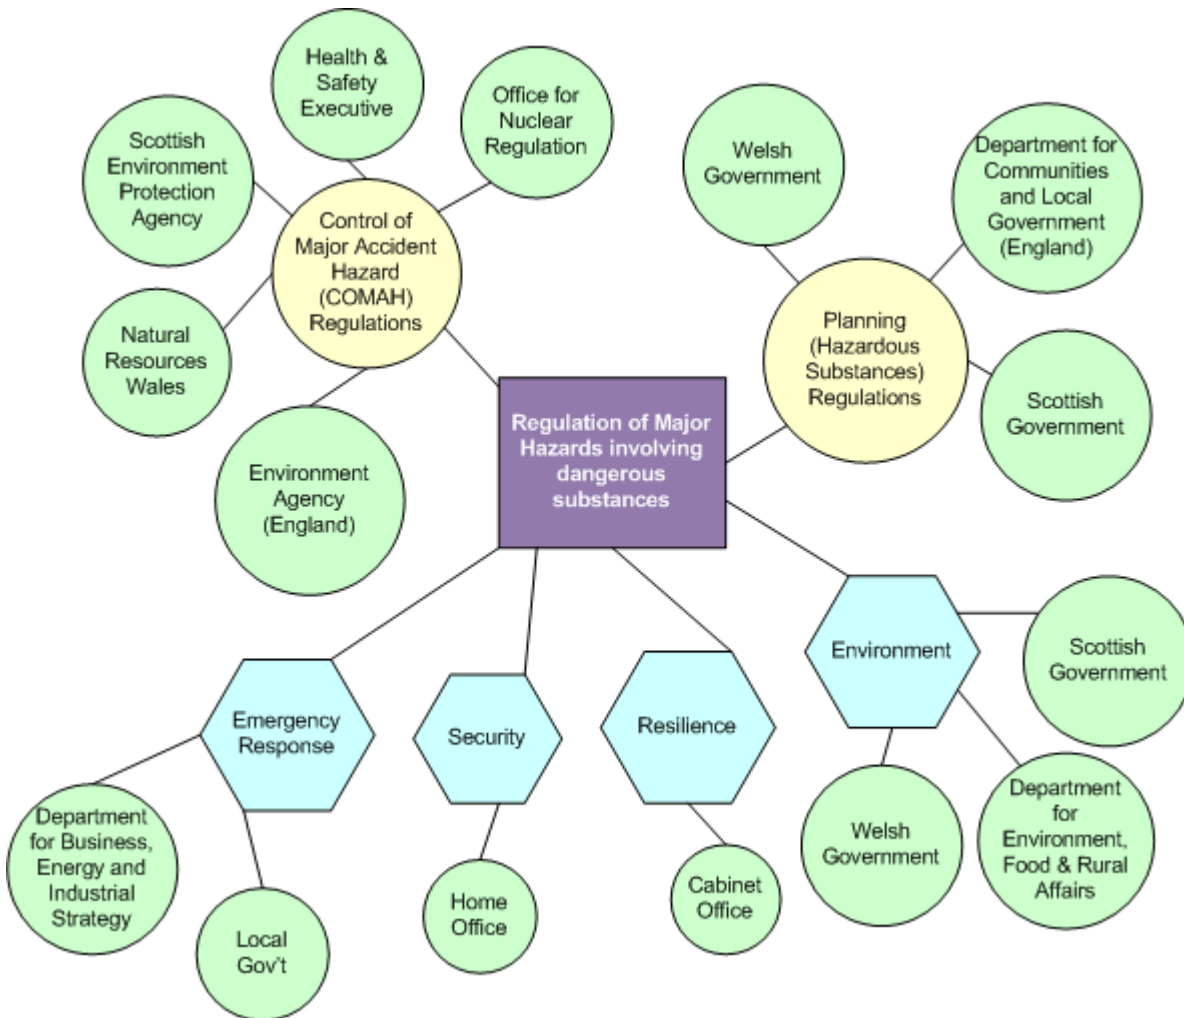 Health &
Safety
Executive
Office for
Nuclear
Regulation
Scottish
Environment
Protection
Agency
Control of
Major Accident
Hazard
(COMAH)
Regulations
Natural
Resources
Wales
Environment
Agency
(England)
Welsh
Government
Department for
Communities
and Local
Government
(England)
Planning
(Hazardous
Substances)
Regulations
Scottish
Government
Regulation of Major
Hazards involving
dangerous
substances
Emergency
Response
Security
Resilience
Environment
Scottish
Government
Department
for Business,
Energy and
Industrial
Strategy
Local
Gov't
Home
Office
Cabinet
Office
Welsh
Government
Department
for
Environment,
Food & Rural
Affairs